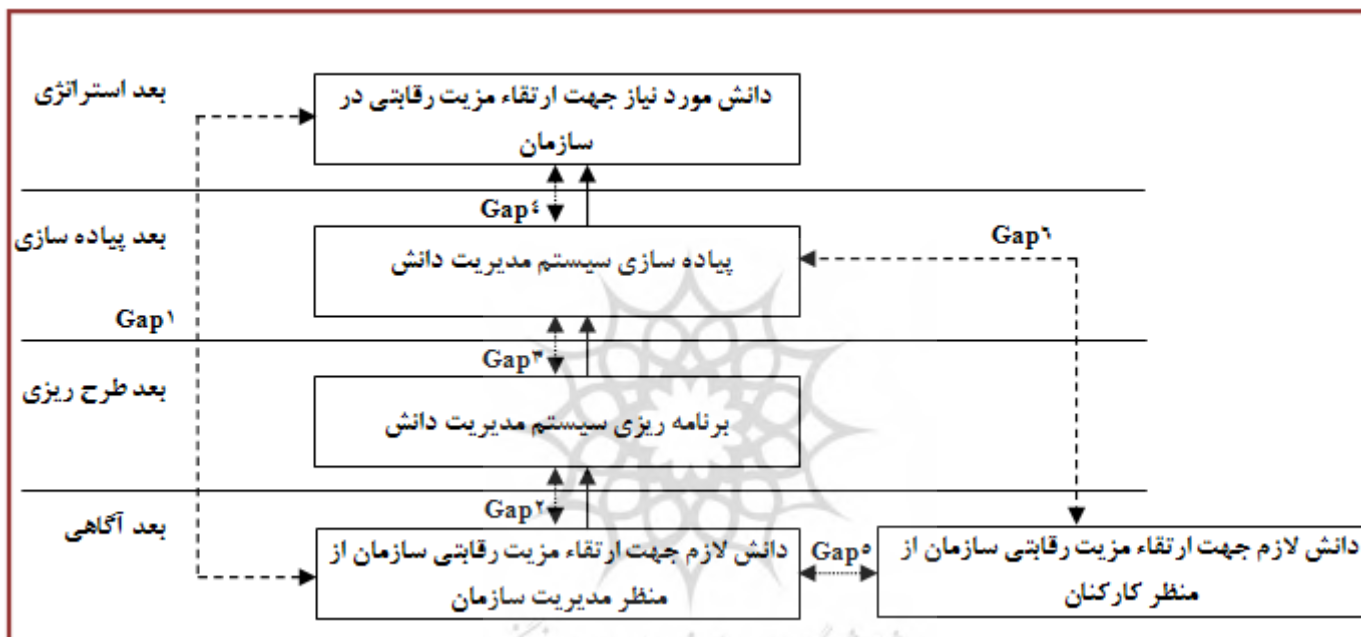 بعد استراتژی
دانش مورد نیاز جهت ارتقاء مزیت رقابتی در
سازمان
Gap۴
بعد پیاده سازی
پیاده سازی سیستم مدیریت دانش
Gap۶
Gap۱
Gap۳
بعد طرح ریزی
برنامه ریزی سیستم مدیریت دانش
Gap۲
بعد آگاهی
دانش لازم جهت ارتقاء مزیت رقابتی سازمان از
منظر مدیریت سازمان
Gap۵
دانش لازم جهت ارتقاء مزیت رقابتی سازمان از
منظر کارکنان